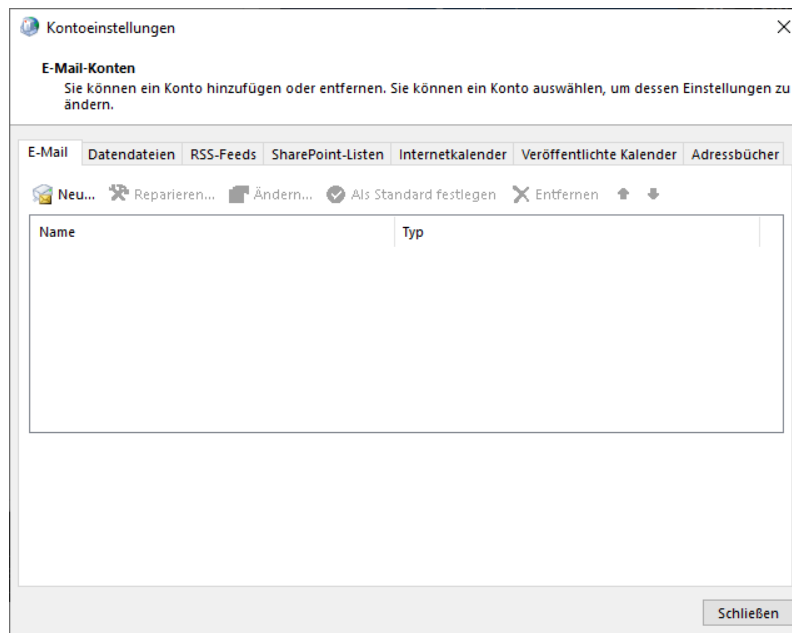 Kontoeinstellungen
E-Mail-Konten
Sie können ein Konto hinzufügen oder entfernen. Sie können ein Konto auswählen, um dessen Einstellungen zu
ändern.
E-Mail Datendateien RSS-Feeds SharePoint-Listen Internetkalender Veröffentlichte Kalender Adressbücher
Neu... Reparieren... Ändern... Als Standard festlegen Entfernen
Name Typ
Schließen